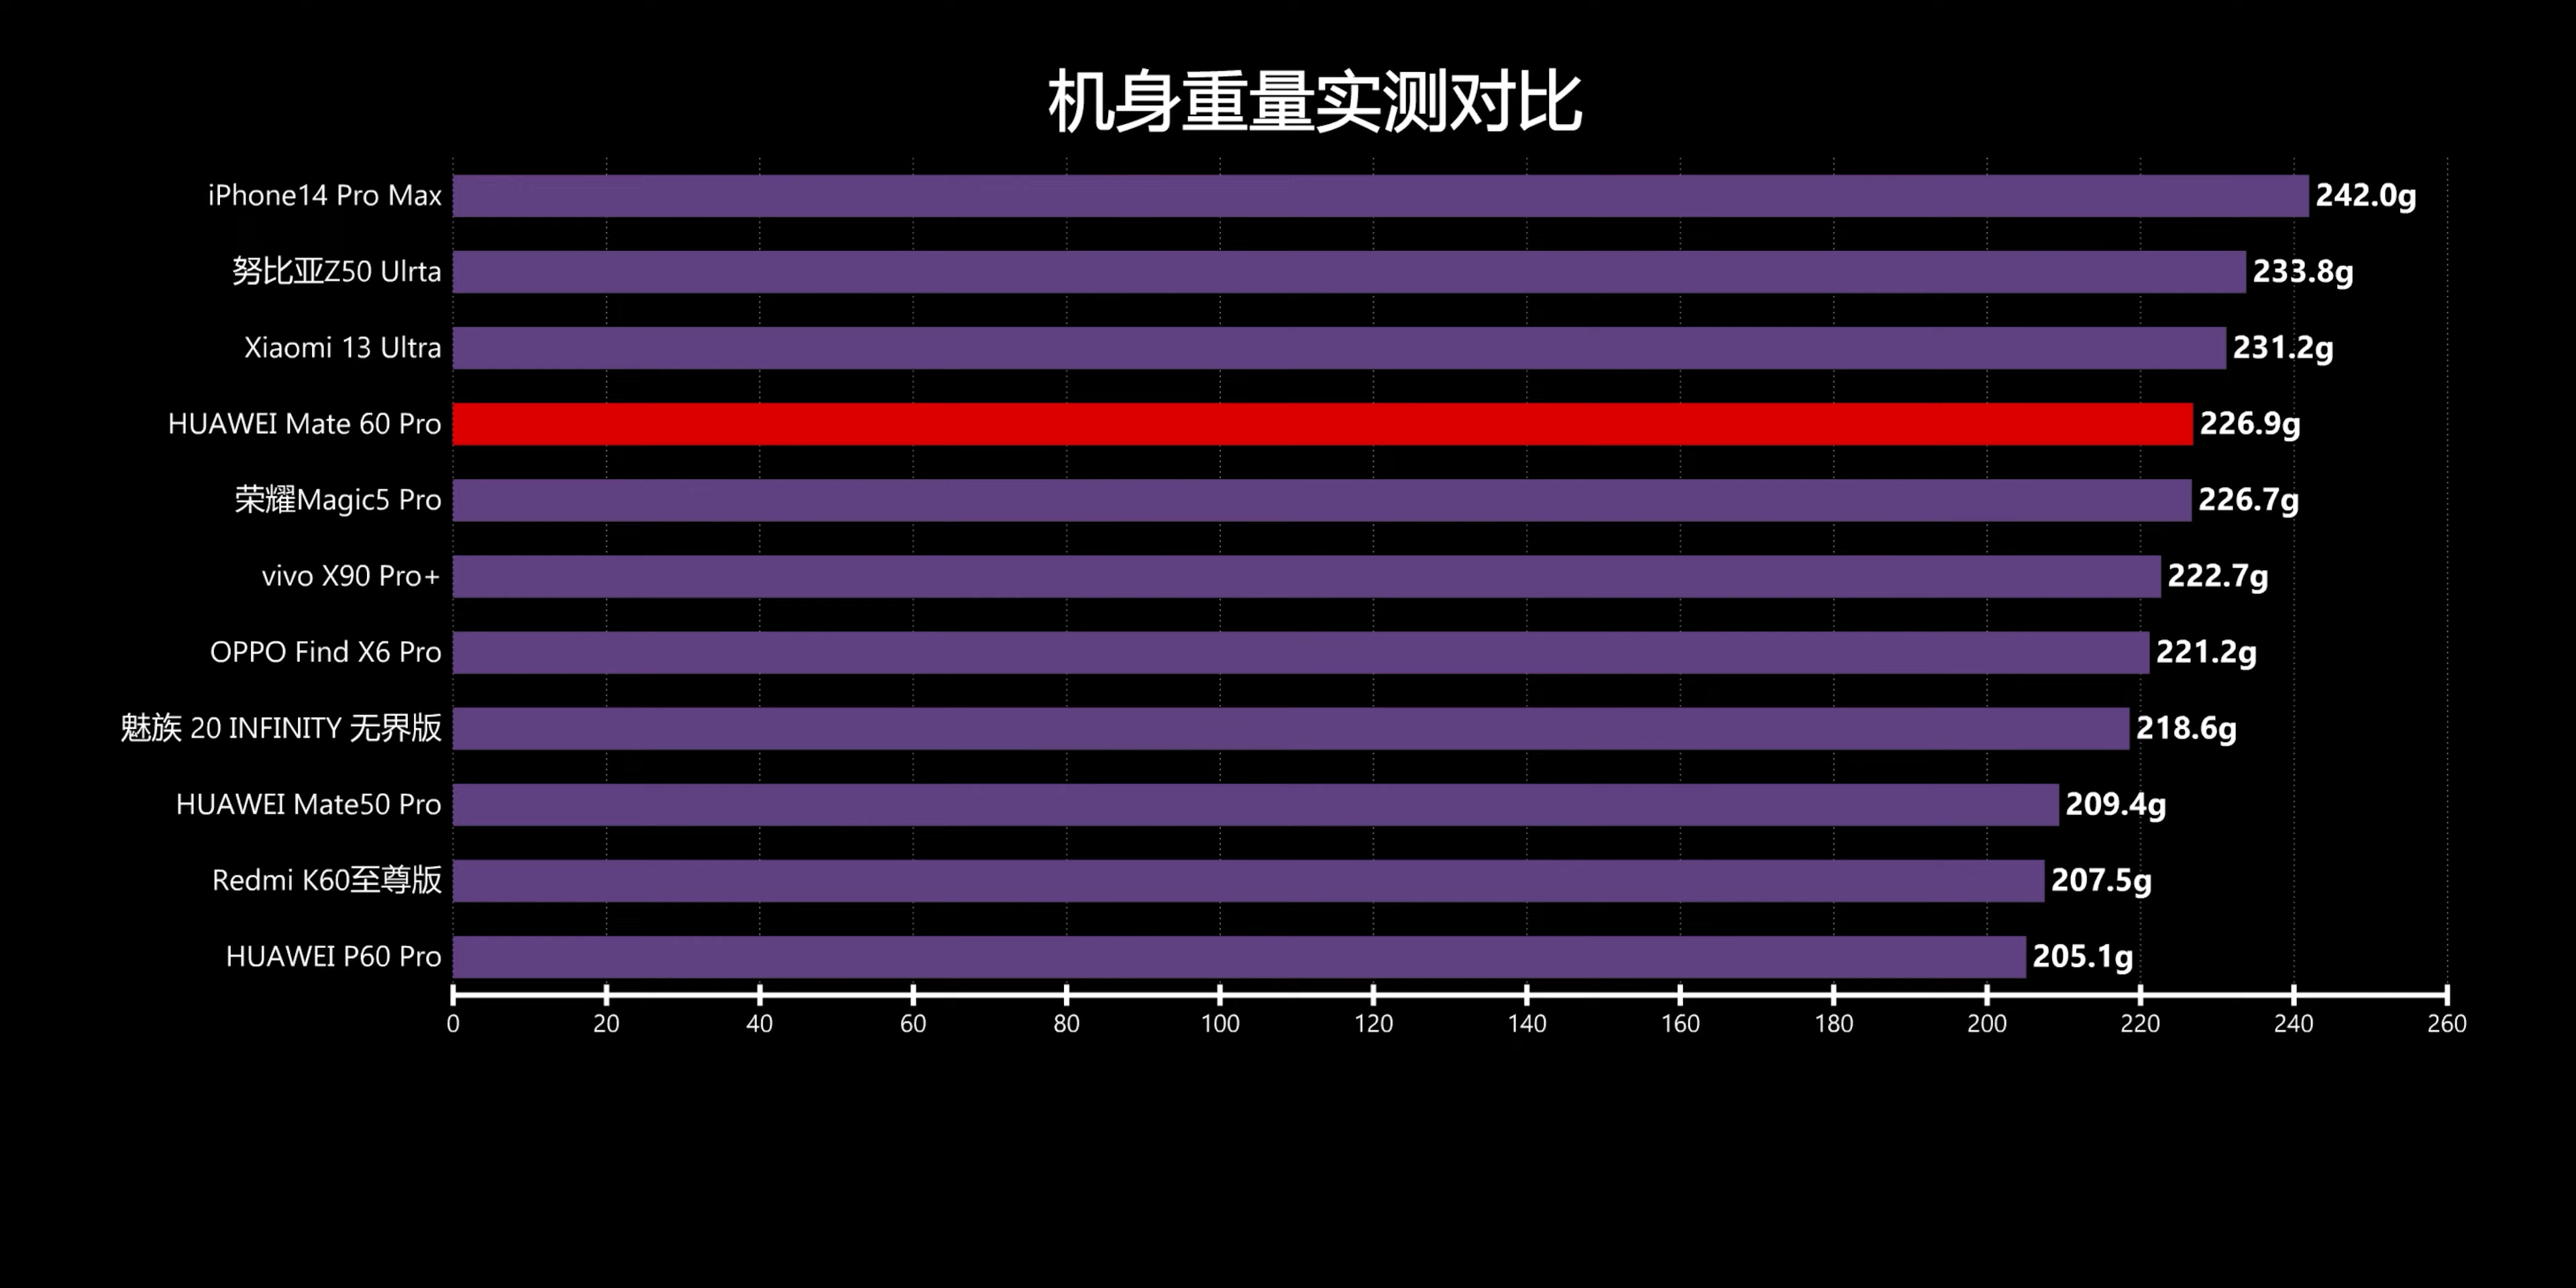 机身重量实测对比
iPhone14 Pro Max 242.0g
努比亚Z50 Ulrta 233.8g
Xiaomi 13 Ultra 231.2g
HUAWEI Mate 60 Pro 226.9g
荣耀Magic5 Pro 226.7g
vivo X90 Pro+ 222.7g
OPPO Find X6 Pro 221.2g
魅族 20 INFINITY 无界版 218.6g
HUAWEI Mate50 Pro 209.4g
Redmi K60至尊版 207.5g
HUAWEI P60 Pro 205.1g
0 20 40 60 80 100 120 140 160 180 200 220 240 260